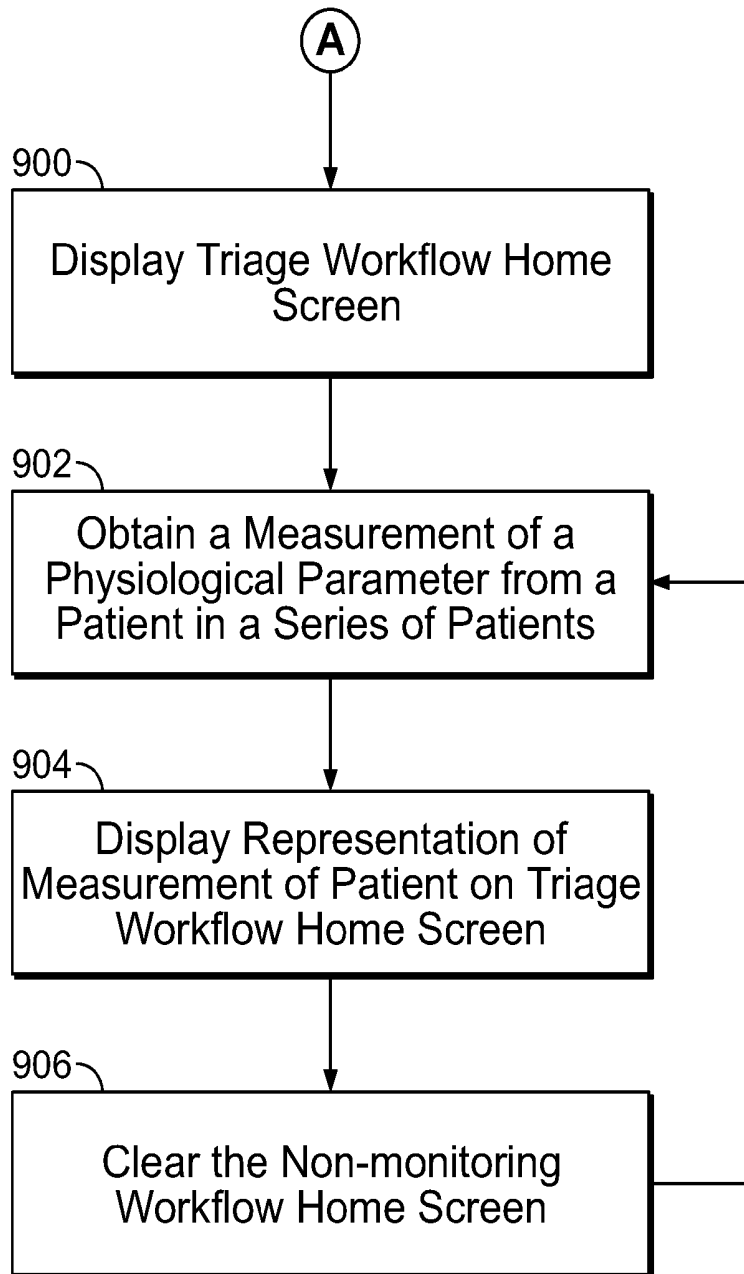 A
900
Display Triage Workflow Home
Screen
902
Obtain a Measurement of a
Physiological Parameter from a
Patient in a Series of Patients
904
Display Representation of
Measurement of Patient on Triage
Workflow Home Screen
906
Clear the Non-monitoring
Workflow Home Screen